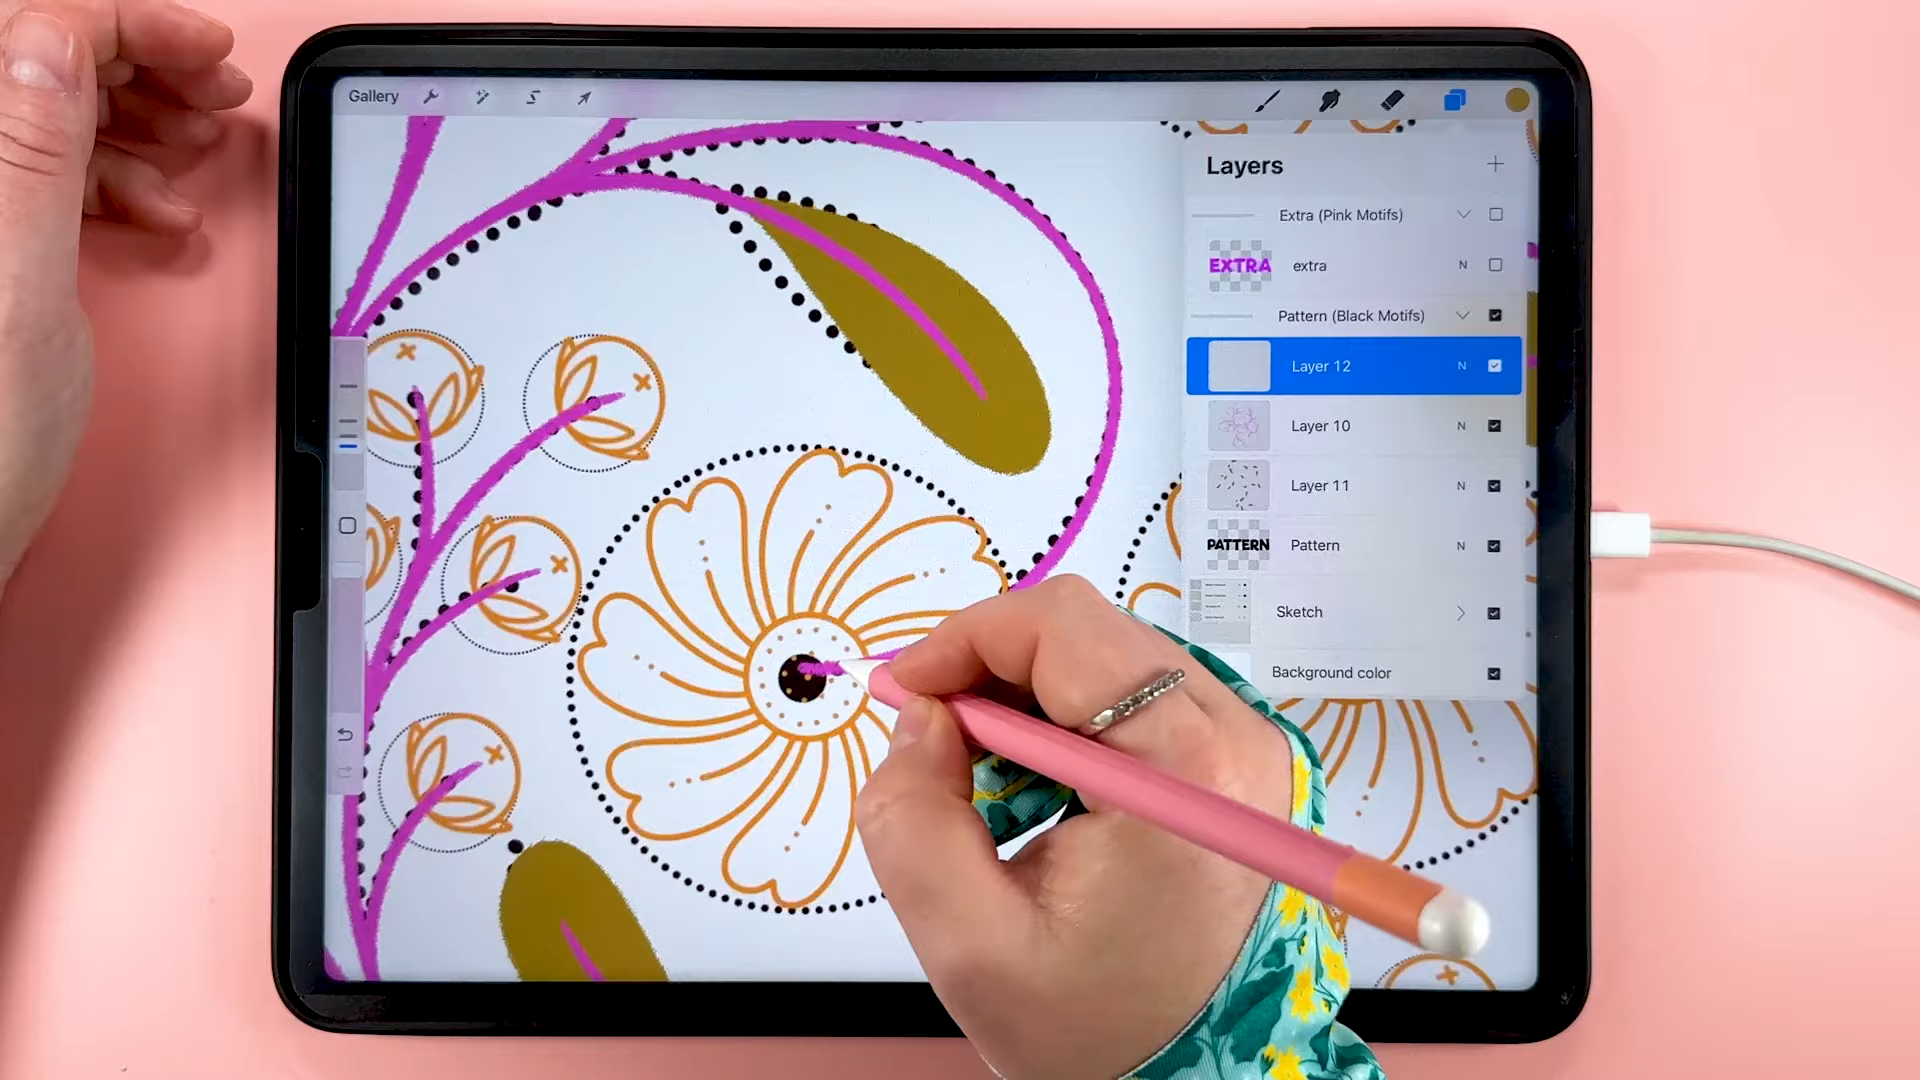 Gallery
Layers
Extra (Pink Motifs)
EXTRA
extra
N
Pattern (Black Motifs)
Layer 12
N
Layer 10
N
Layer 11
N
PATTERN
Pattern
N
Sketch
Background color